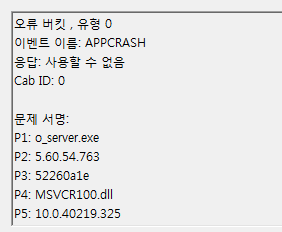 오류 버킷 , 유형 0
이벤트 이름: APPCRASH
응답: 사용할 수 없음
Cab ID: 0
문제 서명:
P1: o_server.exe
P2: 5.60.54.763
P3: 52260a1e
P4: MSVCR100.dll
P5: 10.0.40219.325